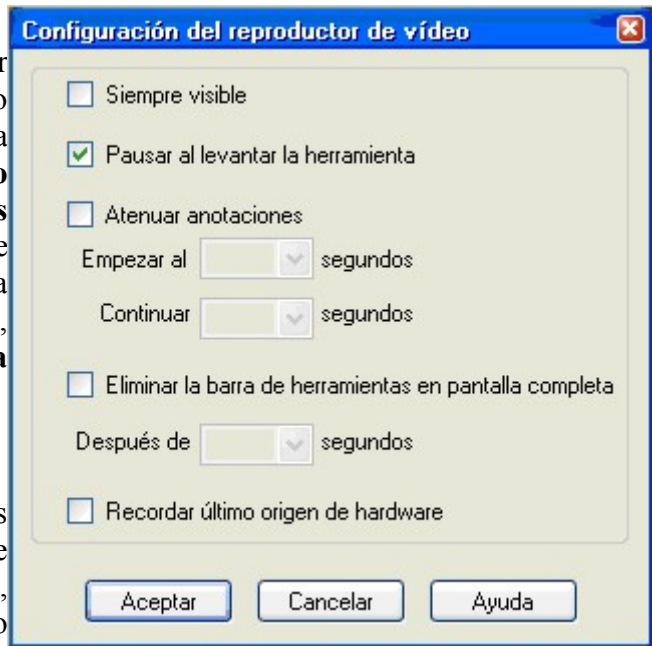 Configuración del reproductor de vídeo
Siempre visible
Pausar al levantar la herramienta
Atenuar anotaciones
Empezar al segundos
Continuar segundos
Eliminar la barra de herramientas en pantalla completa
Después de segundos
Recordar último origen de hardware
Aceptar Cancelar Ayuda